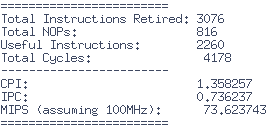 ========================
Total Instructions Retired: 3076
Total NOPs: 816
Useful Instructions: 2260
Total Cycles: 4178
------------------------
CPI: 1.358257
IPC: 0.736237
MIPS (assuming 100MHz): 73.623743
========================